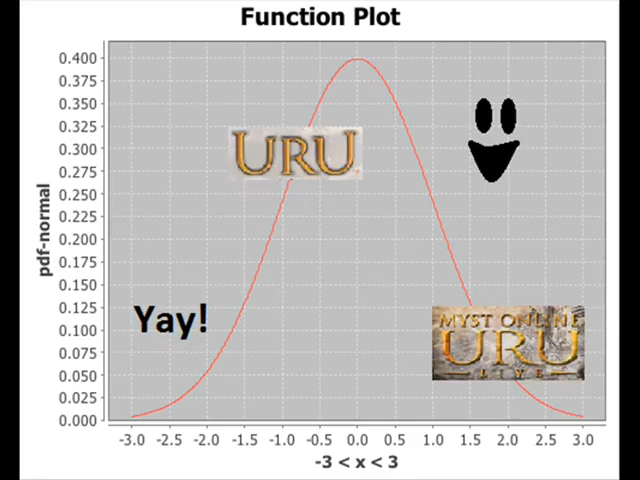 Function Plot
0.400
0.375
0.350
0.325
0.300
0.275
0.250
0.225
0.200
0.175
0.150
0.125
0.100
0.075
0.050
0.025
0.000
pdf-normal
URU
Yay!
MYST ONLINE
URU
LIVE
-3.0 -2.5 -2.0 -1.5 -1.0 -0.5 0.0 0.5 1.0 1.5 2.0 2.5 3.0
-3 < x < 3